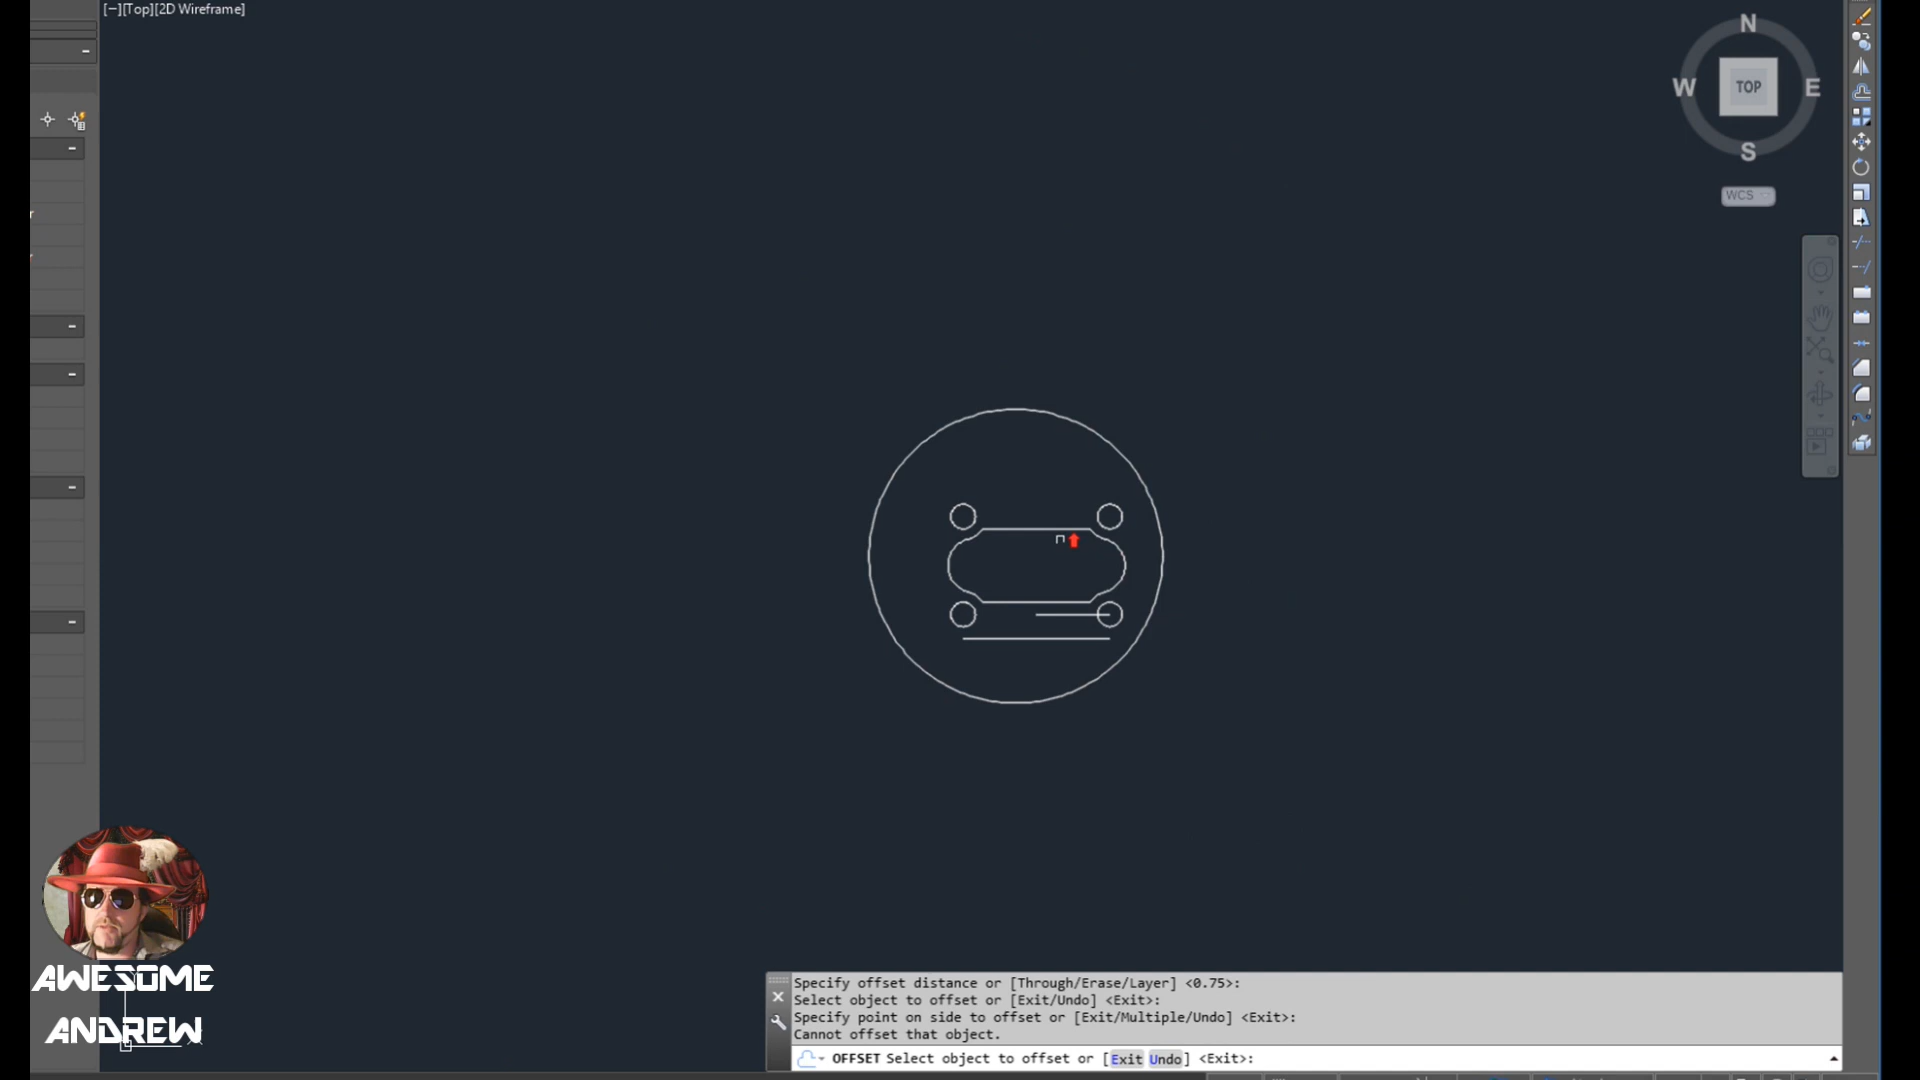 [−][Top][2D Wireframe]
N
W
TOP
E
S
WCS
r
r
AWESOME
ANDREW
Specify offset distance or [Through/Erase/Layer] <0.75>:
Select object to offset or [Exit/Undo] <Exit>:
Specify point on side to offset or [Exit/Multiple/Undo] <Exit>:
Cannot offset that object.
OFFSET Select object to offset or [Exit Undo] <Exit>: